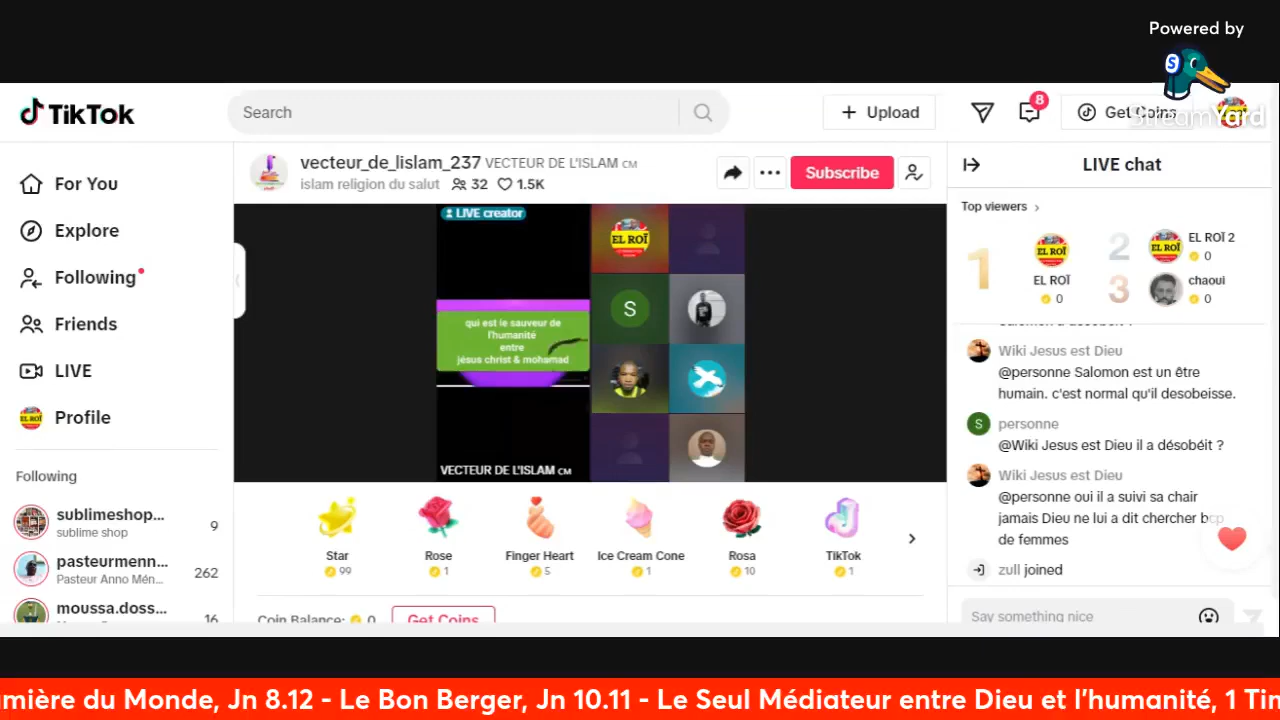 Powered by
StreamYard
TikTok
Search
Upload
8
Get Coins
For You
Explore
Following
Friends
LIVE
EL ROÏ
Profile
Following
sublimeshop...
sublime shop
9
pasteurmenn...
Pasteur Anno Mén...
262
moussa.doss...
16
vecteur_de_lislam_237 VECTEUR DE L'ISLAM CM
islam religion du salut 32 1.5K
Subscribe
LIVE creator
EL ROÏ
S
qui est le sauveur de
l'humanité
entre
jésus christ & mohamad
VECTEUR DE L'ISLAM CM
Star
99
Rose
1
Finger Heart
5
Ice Cream Cone
1
Rosa
10
TikTok
1
Coin Balance: 0 Get Coins
LIVE chat
Top viewers
1
EL ROÏ
EL ROÏ
0
2
EL ROÏ
EL ROÏ 2
0
3
chaoui
0
Wiki Jesus est Dieu
@personne Salomon est un être
humain. c'est normal qu'il desobeisse.
S
personne
@Wiki Jesus est Dieu il a désobéit ?
Wiki Jesus est Dieu
@personne oui il a suivi sa chair
jamais Dieu ne lui a dit chercher bcp
de femmes
zull joined
Say something nice
mière du Monde, Jn 8.12 - Le Bon Berger, Jn 10.11 - Le Seul Médiateur entre Dieu et l'humanité, 1 Tim